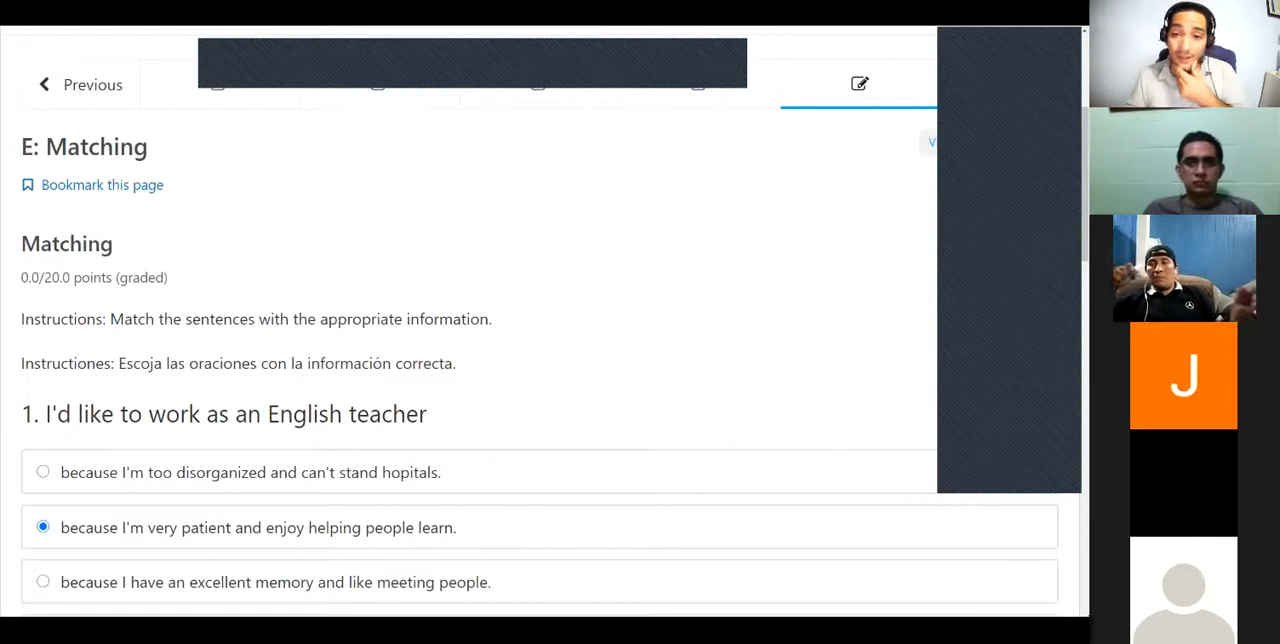 Previous
E: Matching
V
Bookmark this page
Matching
0.0/20.0 points (graded)
Instructions: Match the sentences with the appropriate information.
Instructiones: Escoja las oraciones con la información correcta.
1. I'd like to work as an English teacher
because I'm too disorganized and can't stand hopitals.
because I'm very patient and enjoy helping people learn.
because I have an excellent memory and like meeting people.
J